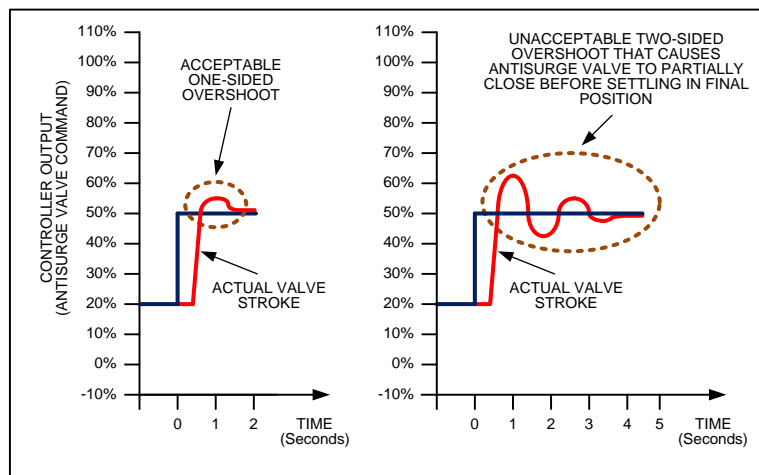 CONTROLLER OUTPUT
(ANTISURGE VALVE COMMAND)
110%
100%
90%
80%
70%
60%
50%
40%
30%
20%
10%
0%
-10%
ACCEPTABLE
ONE-SIDED
OVERSHOOT
ACTUAL VALVE
STROKE
0
1
2
TIME
(Seconds)
110%
100%
90%
80%
70%
60%
50%
40%
30%
20%
10%
0%
-10%
UNACCEPTABLE TWO-SIDED
OVERSHOOT THAT CAUSES
ANTISURGE VALVE TO PARTIALLY
CLOSE BEFORE SETTLING IN FINAL
POSITION
ACTUAL VALVE
STROKE
0
1
2
3
4
5
TIME
(Seconds)